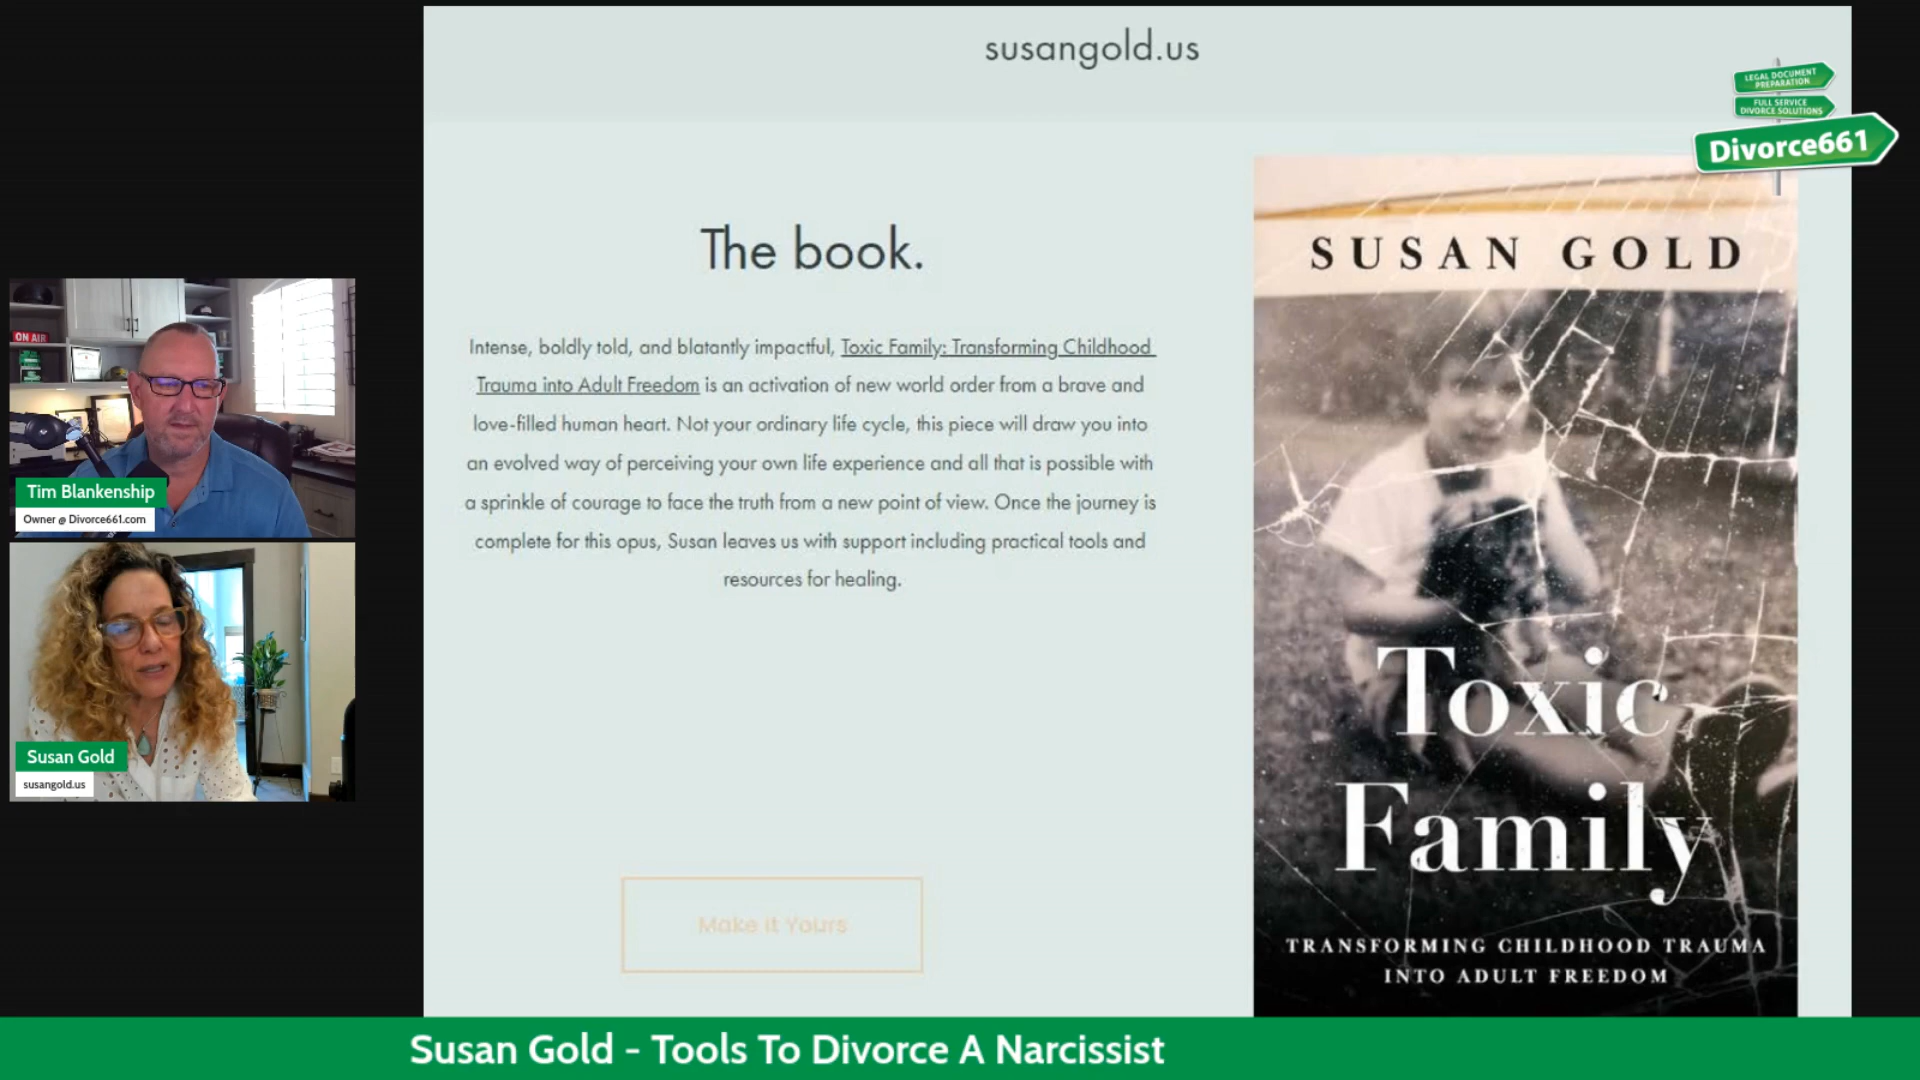 susangold.us
LEGAL DOCUMENT
PREPARATION
FULL SERVICE
DIVORCE SOLUTIONS
Divorce661
The book.
Intense, boldly told, and blatantly impactful, Toxic Family: Transforming Childhood
Trauma into Adult Freedom is an activation of new world order from a brave and
love-filled human heart. Not your ordinary life cycle, this piece will draw you into
an evolved way of perceiving your own life experience and all that is possible with
a sprinkle of courage to face the truth from a new point of view. Once the journey is
complete for this opus, Susan leaves us with support including practical tools and
resources for healing.
Make it Yours
SUSAN GOLD
Toxic
Family
TRANSFORMING CHILDHOOD TRAUMA
INTO ADULT FREEDOM
ON AIR
Tim Blankenship
Owner @ Divorce661.com
Susan Gold
susangold.us
Susan Gold - Tools To Divorce A Narcissist